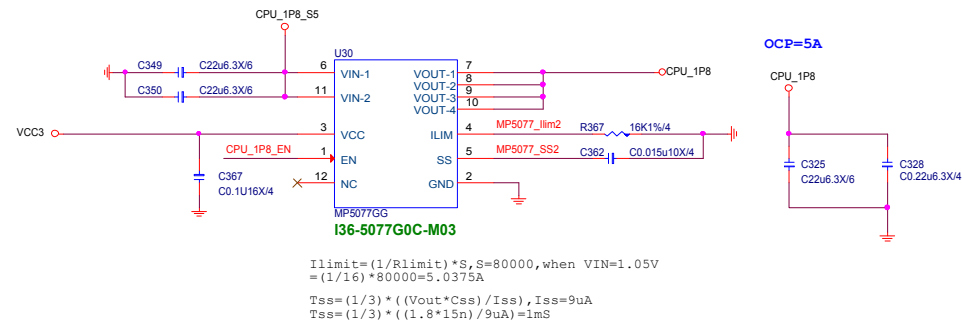 CPU_1P8_S5
OCP=5A
C349 C22u6.3X/6
C350 C22u6.3X/6
U30
6 VIN-1
11 VIN-2
VOUT-1 7
VOUT-2 8
VOUT-3 9
VOUT-4 10
CPU_1P8
CPU_1P8
VCC3
3 VCC
ILIM 4 MP5077_Ilim2 R367 16K1%/4
CPU_1P8_EN 1 EN
SS 5 MP5077_SS2 C362 C0.015u10X/4
12 NC
GND 2
C367
C0.1U16X/4
C325
C22u6.3X/6
C328
C0.22u6.3X/4
MP5077GG
I36-5077G0C-M03
Ilimit=(1/Rlimit)*S,S=80000,when VIN=1.05V
=(1/16)*80000=5.0375A
Tss=(1/3)*((Vout*Css)/Iss),Iss=9uA
Tss=(1/3)*((1.8*15n)/9uA)=1mS